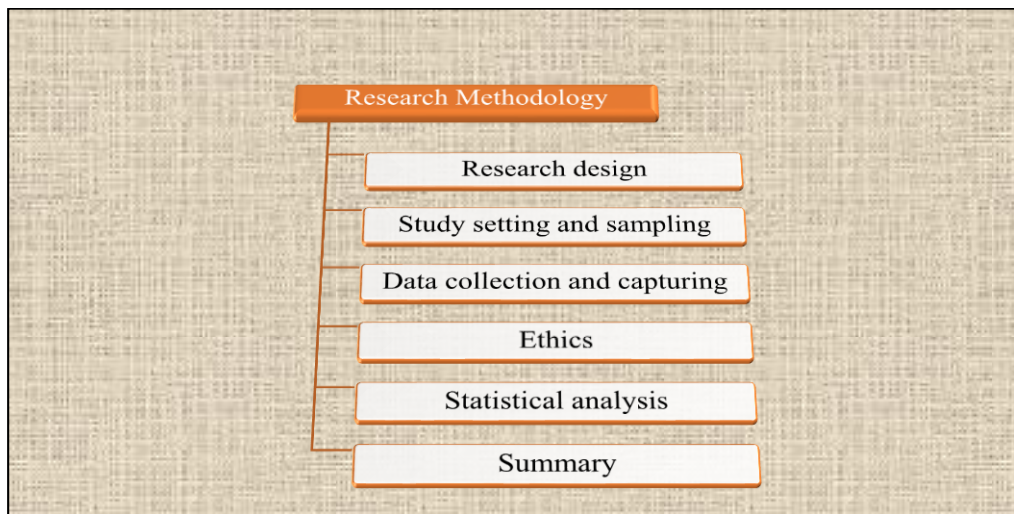 Research Methodology
Research design
Study setting and sampling
Data collection and capturing
Ethics
Statistical analysis
Summary